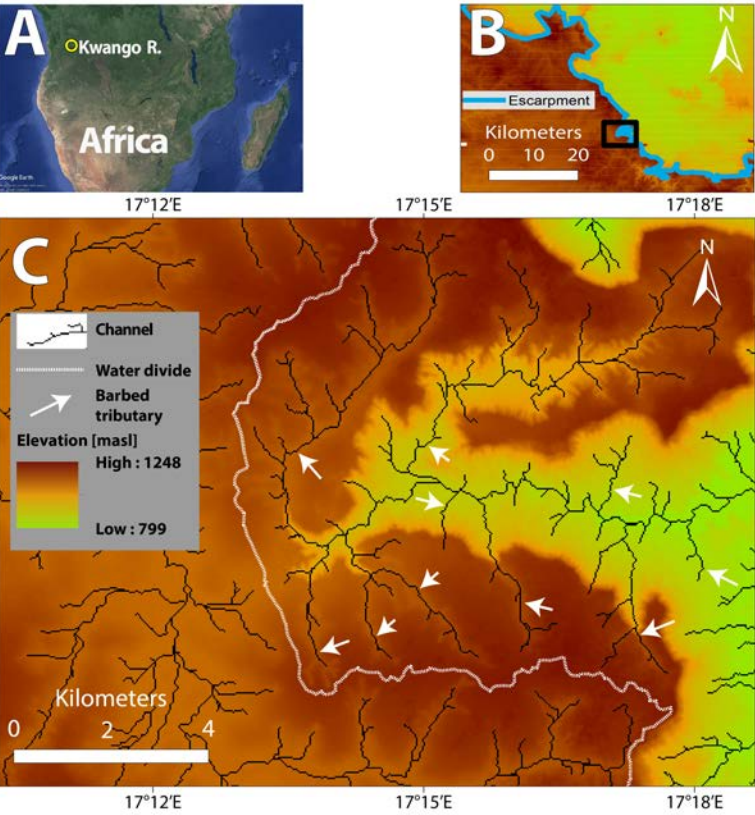 A
Kwango R.
Africa
Google Earth
B
N
Escarpment
Kilometers
0 10 20
17°12'E 17°15'E 17°18'E
C
N
Channel
Water divide
Barbed
tributary
Elevation [masl]
High : 1248
Low : 799
Kilometers
0 2 4
17°12'E 17°15'E 17°18'E